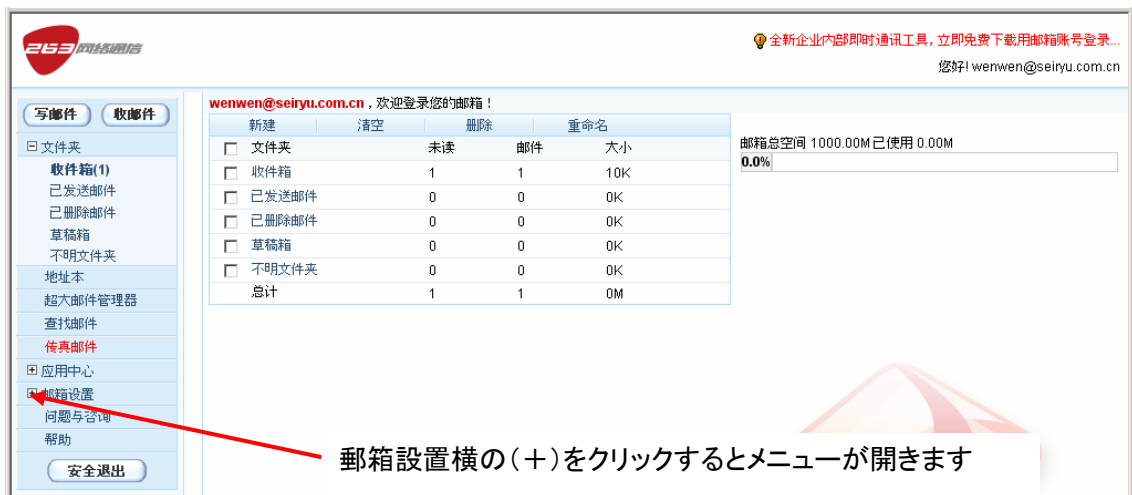 263网络通信
全新企业内部即时通讯工具，立即免费下载用邮箱账号登录...
您好! wenwen@seiryu.com.cn
写邮件 收邮件
文件夹
收件箱(1)
已发送邮件
已删除邮件
草稿箱
不明文件夹
地址本
超大邮件管理器
查找邮件
传真邮件
应用中心
邮箱设置
问题与咨询
帮助
安全退出
wenwen@seiryu.com.cn，欢迎登录您的邮箱！
新建 清空 删除 重命名
文件夹 未读 邮件 大小
收件箱 1 1 10K
已发送邮件 0 0 0K
已删除邮件 0 0 0K
草稿箱 0 0 0K
不明文件夹 0 0 0K
总计 1 1 0M
邮箱总空间 1000.00M 已使用 0.00M
0.0%
郵箱設置横の（＋）をクリックするとメニューが開きます